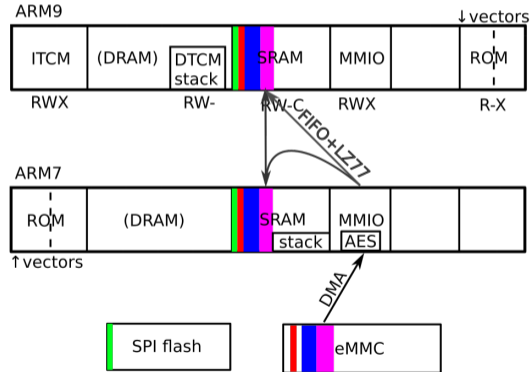 ARM9
↓vectors
ITCM
(DRAM)
DTCM
stack
SRAM
MMIO
ROM
RWX
RW-
RW-C
RWX
R-X
FIFO+LZ77
ARM7
ROM
(DRAM)
SRAM
stack
MMIO
AES
↑vectors
DMA
SPI flash
eMMC